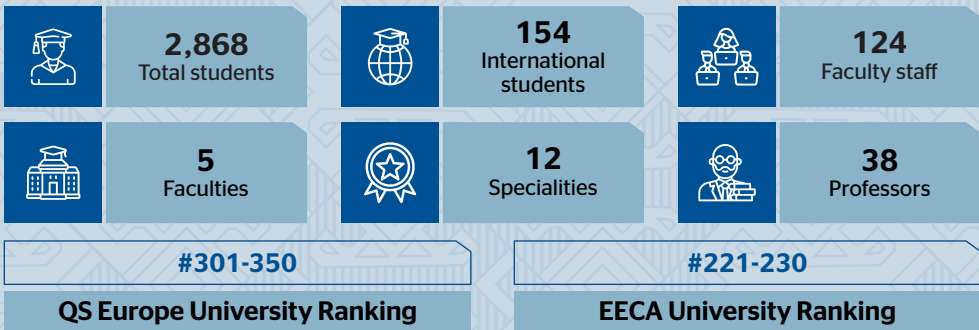 2,868
Total students
154
International
students
124
Faculty staff
5
Faculties
12
Specialities
38
Professors
#301-350
QS Europe University Ranking
#221-230
EECA University Ranking